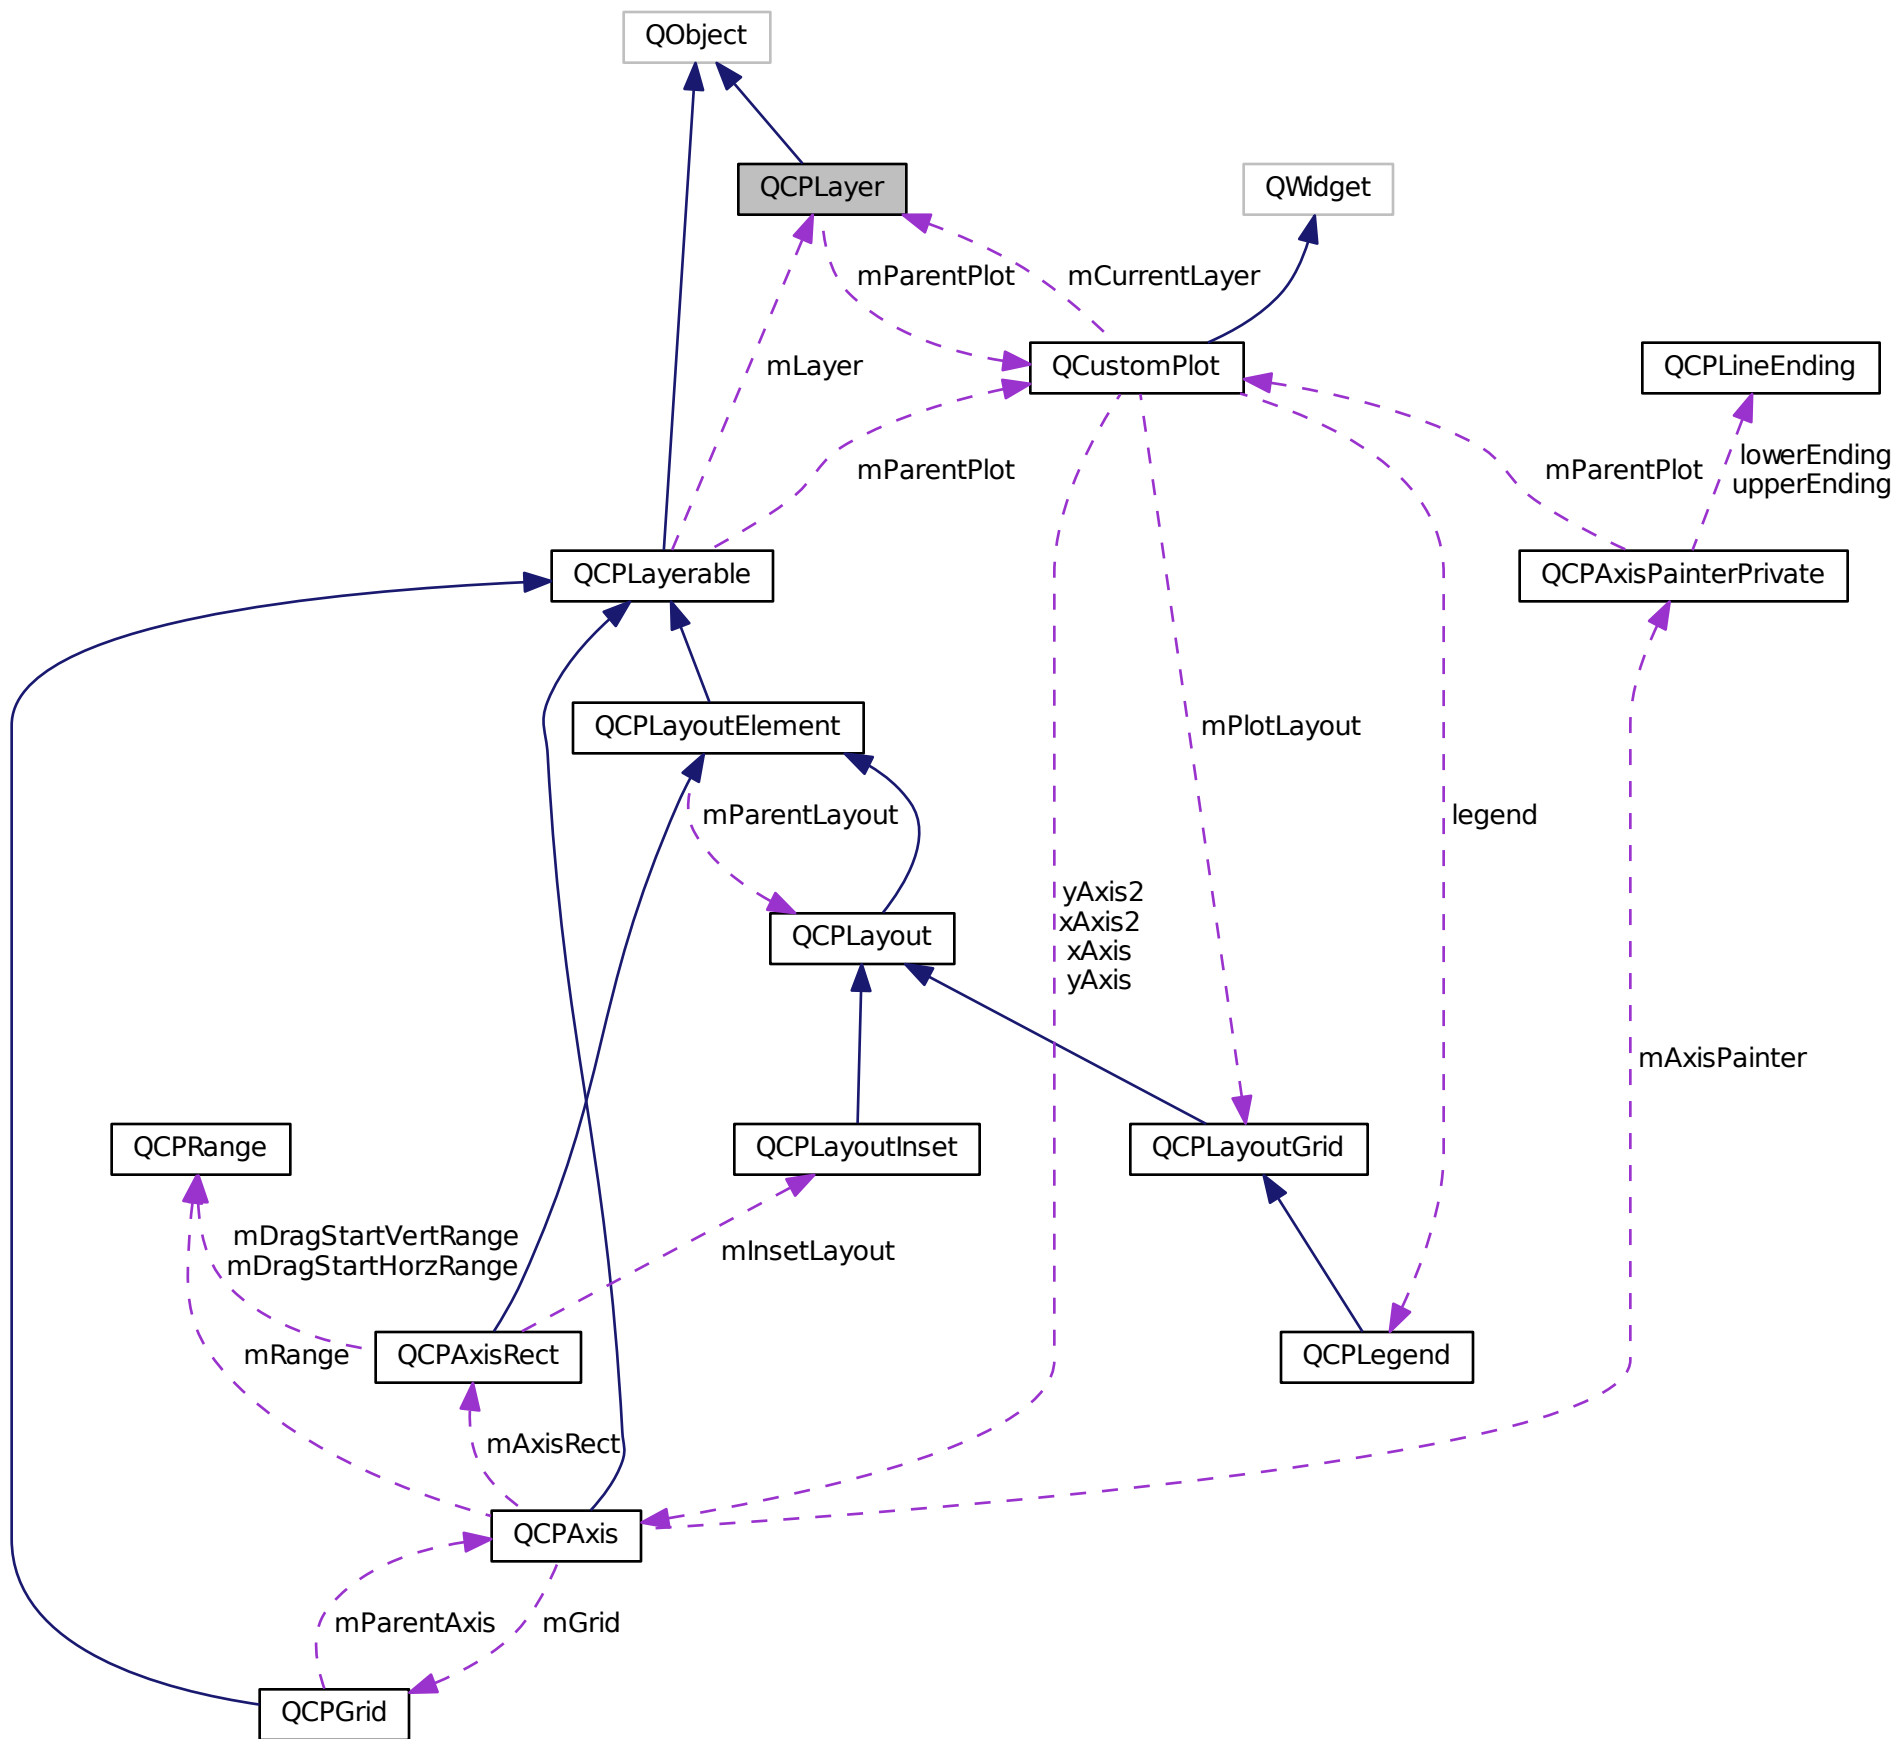 QObject
QCPLayer
QWidget
mParentPlot
mCurrentLayer
mLayer
QCustomPlot
QCPLineEnding
lowerEnding
upperEnding
mParentPlot
mParentPlot
QCPLayerable
QCPAxisPainterPrivate
QCPLayoutElement
mPlotLayout
mParentLayout
legend
yAxis2
xAxis2
xAxis
yAxis
QCPLayout
mAxisPainter
QCPRange
QCPLayoutInset
QCPLayoutGrid
mDragStartVertRange
mDragStartHorzRange
mInsetLayout
mRange
QCPAxisRect
QCPLegend
mAxisRect
QCPAxis
mParentAxis
mGrid
QCPGrid